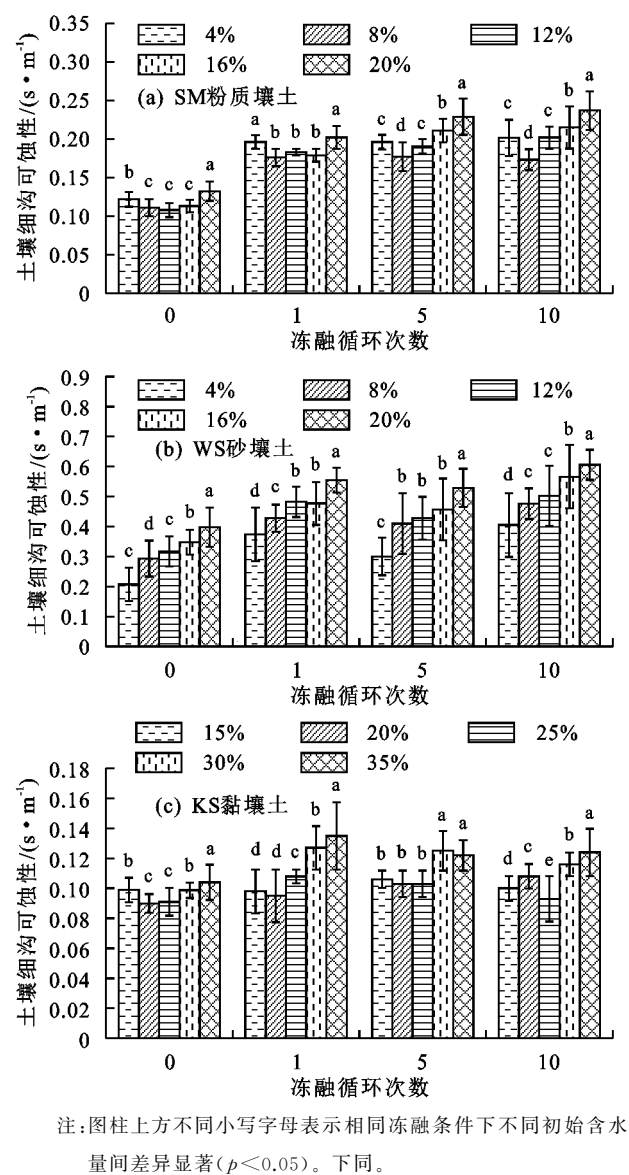 4% 8% 12%
16% 20%
(a) SM粉质壤土
土壤细沟可蚀性/(s·m⁻¹)
0.35
0.30
0.25
0.20
0.15
0.10
0.05
0
b c c c a
a b b b a
c d c b a
c d c b a
0 1 5 10
冻融循环次数
4% 8% 12%
16% 20%
(b) WS砂壤土
土壤细沟可蚀性/(s·m⁻¹)
0.9
0.8
0.7
0.6
0.5
0.4
0.3
0.2
0.1
0
c d c b a
d c b b a
c b b b a
d c b b a
0 1 5 10
冻融循环次数
15% 20% 25%
30% 35%
(c) KS黏壤土
土壤细沟可蚀性/(s·m⁻¹)
0.18
0.16
0.14
0.12
0.10
0.08
0.06
0.04
0.02
0
b c c b a
d d c b a
b b b a a
d c e b a
0 1 5 10
冻融循环次数
注:图柱上方不同小写字母表示相同冻融条件下不同初始含水
量间差异显著(p<0.05)。下同。